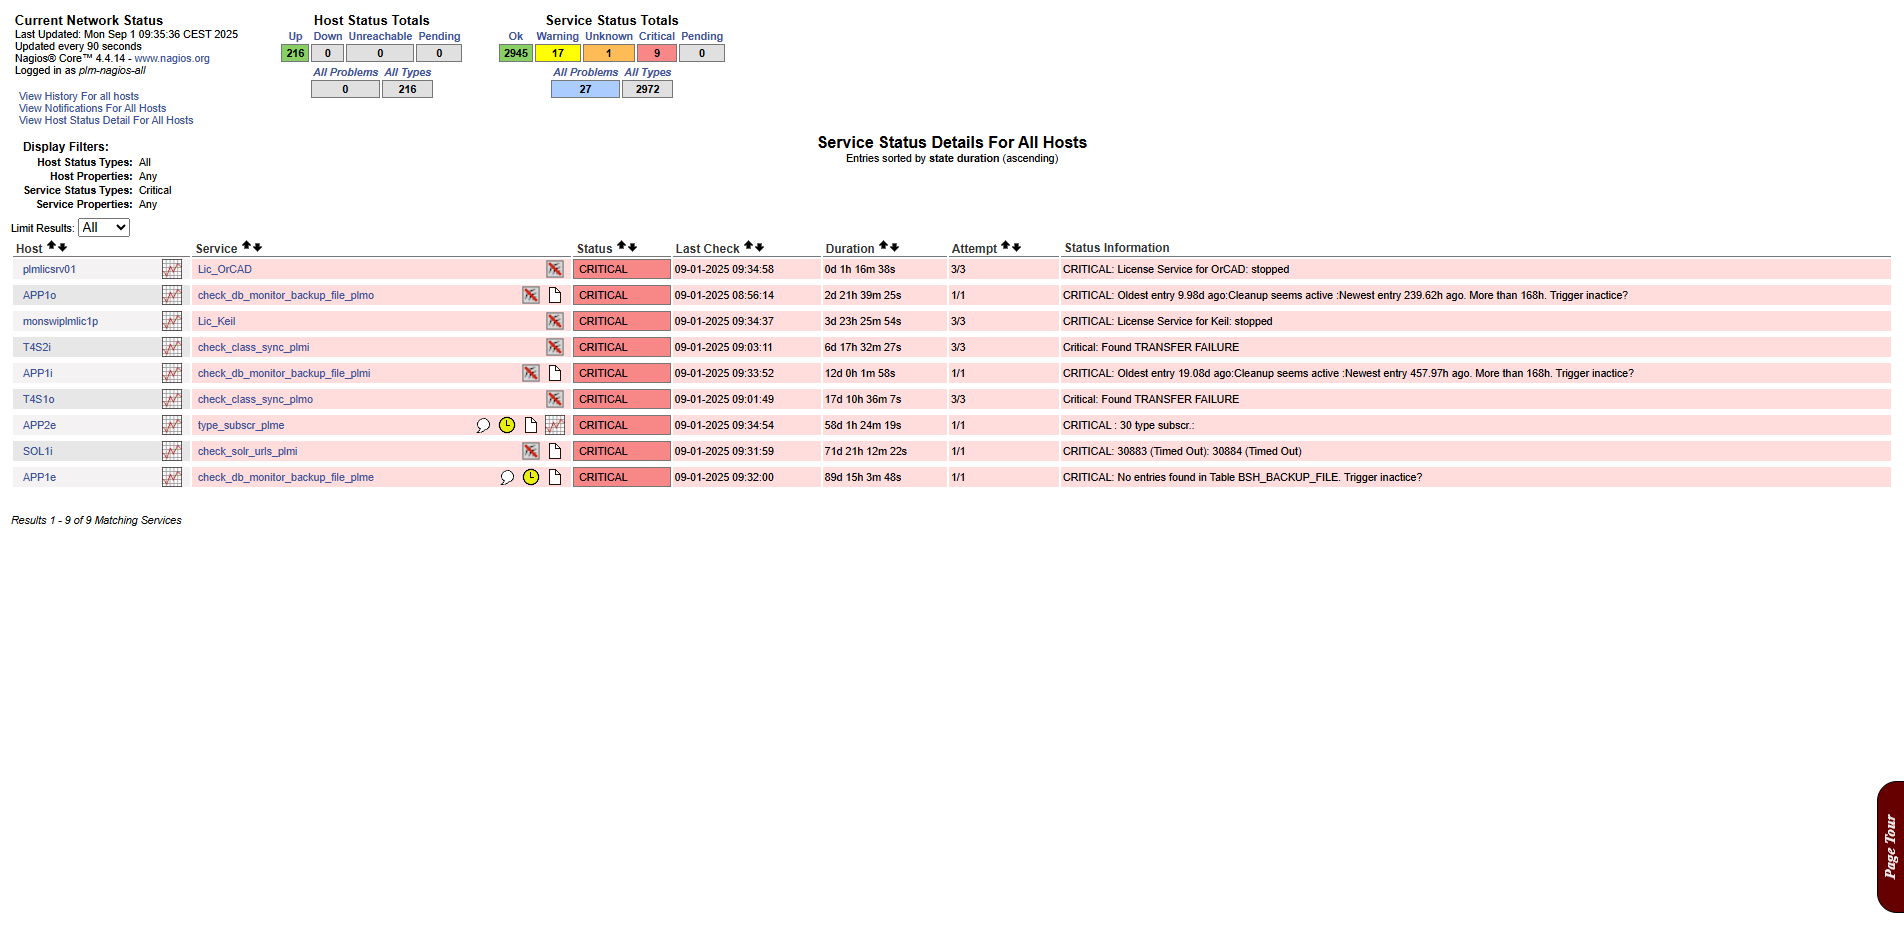 Current Network Status
Last Updated: Mon Sep 1 09:35:36 CEST 2025
Updated every 90 seconds
Nagios® Core™ 4.4.14 - www.nagios.org
Logged in as plm-nagios-all
View History For all hosts
View Notifications For All Hosts
View Host Status Detail For All Hosts
Host Status Totals
Up Down Unreachable Pending
216 0 0 0
All Problems All Types
0 216
Service Status Totals
Ok Warning Unknown Critical Pending
2945 17 1 9 0
All Problems All Types
27 2972
Display Filters:
Host Status Types: All
Host Properties: Any
Service Status Types: Critical
Service Properties: Any
Service Status Details For All Hosts
Entries sorted by state duration (ascending)
Limit Results: All
Host Service Status Last Check Duration Attempt Status Information
plmlicsrv01 Lic_OrCAD CRITICAL 09-01-2025 09:34:58 0d 1h 16m 38s 3/3 CRITICAL: License Service for OrCAD: stopped
APP1o check_db_monitor_backup_file_plmo CRITICAL 09-01-2025 08:56:14 2d 21h 39m 25s 1/1 CRITICAL: Oldest entry 9.98d ago:Cleanup seems active :Newest entry 239.62h ago. More than 168h. Trigger inactice?
monswiplmlic1p Lic_Keil CRITICAL 09-01-2025 09:34:37 3d 23h 25m 54s 3/3 CRITICAL: License Service for Keil: stopped
T4S2i check_class_sync_plmi CRITICAL 09-01-2025 09:03:11 6d 17h 32m 27s 3/3 Critical: Found TRANSFER FAILURE
APP1i check_db_monitor_backup_file_plmi CRITICAL 09-01-2025 09:33:52 12d 0h 1m 58s 1/1 CRITICAL: Oldest entry 19.08d ago:Cleanup seems active :Newest entry 457.97h ago. More than 168h. Trigger inactice?
T4S1o check_class_sync_plmo CRITICAL 09-01-2025 09:01:49 17d 10h 36m 7s 3/3 Critical: Found TRANSFER FAILURE
APP2e type_subscr_plme CRITICAL 09-01-2025 09:34:54 58d 1h 24m 19s 1/1 CRITICAL : 30 type subscr.:
SOL1i check_solr_urls_plmi CRITICAL 09-01-2025 09:31:59 71d 21h 12m 22s 1/1 CRITICAL: 30883 (Timed Out): 30884 (Timed Out)
APP1e check_db_monitor_backup_file_plme CRITICAL 09-01-2025 09:32:00 89d 15h 3m 48s 1/1 CRITICAL: No entries found in Table BSH_BACKUP_FILE. Trigger inactice?
Results 1 - 9 of 9 Matching Services
Page Tour